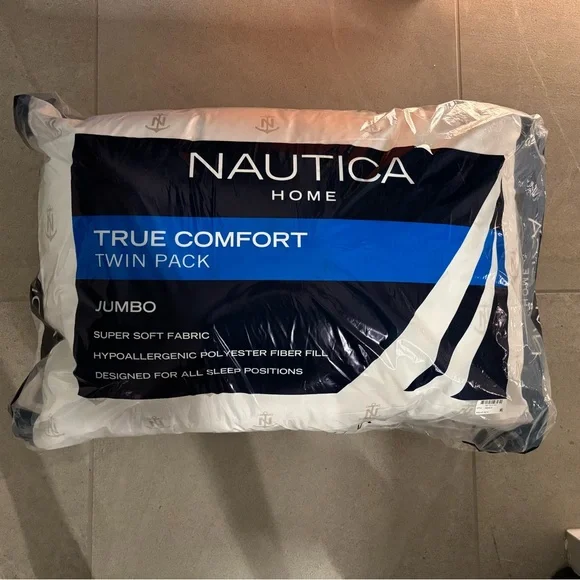 NAUTICA
HOME
TRUE COMFORT
TWIN PACK
JUMBO
SUPER SOFT FABRIC
HYPOALLERGENIC POLYESTER FIBER FILL
DESIGNED FOR ALL SLEEP POSITIONS